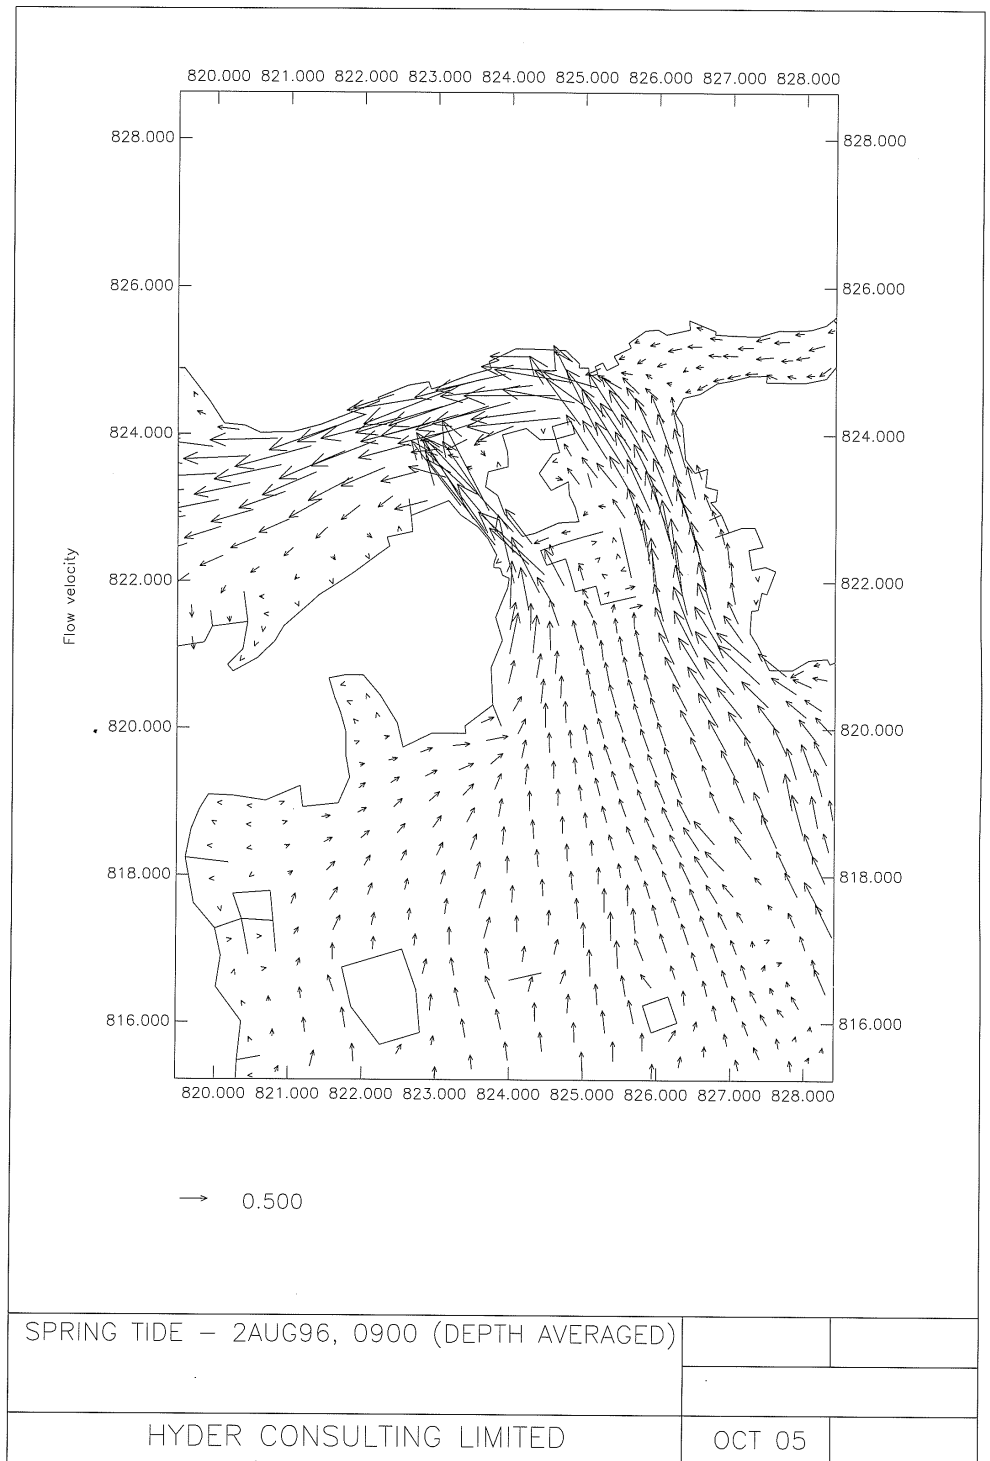 820.000 821.000 822.000 823.000 824.000 825.000 826.000 827.000 828.000
828.000 828.000
826.000 826.000
824.000 824.000
822.000 822.000
Flow velocity
820.000 820.000
818.000 818.000
816.000 816.000
820.000 821.000 822.000 823.000 824.000 825.000 826.000 827.000 828.000
0.500
SPRING TIDE – 2AUG96, 0900 (DEPTH AVERAGED)
HYDER CONSULTING LIMITED OCT 05